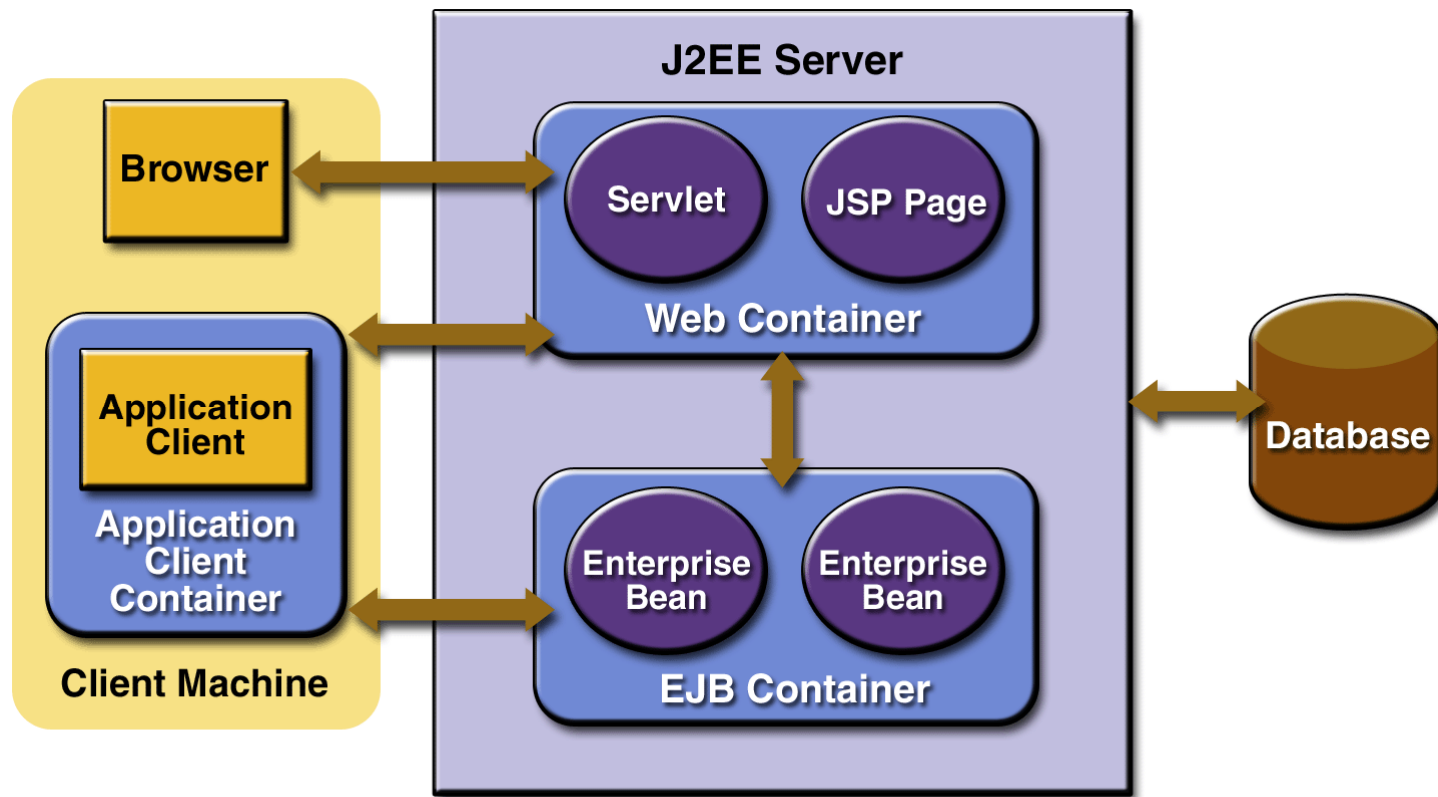 J2EE Server
Browser
Servlet
JSP Page
Web Container
Application
Client
Application
Client
Container
Client Machine
Enterprise
Bean
Enterprise
Bean
EJB Container
Database